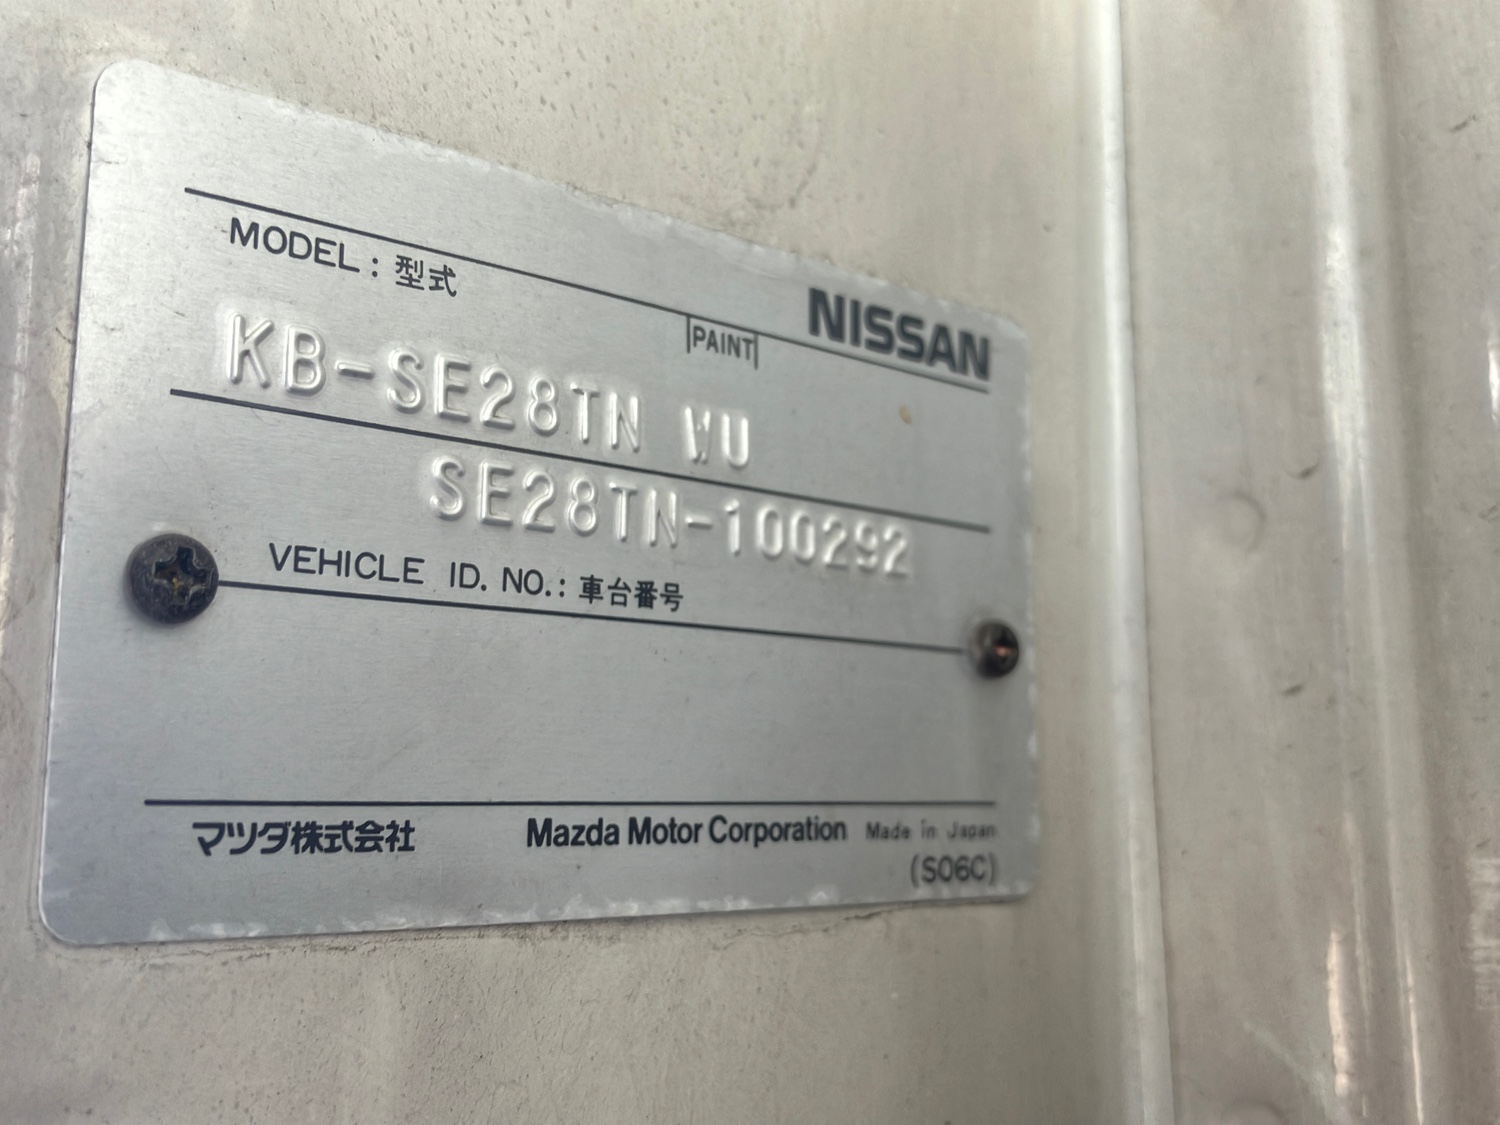 NISSAN
MODEL : 型式
PAINT
KB-SE28TN WU
SE28TN-100292
VEHICLE ID. NO. : 車台番号
マツダ株式会社 Mazda Motor Corporation Made in Japan
(S06C)